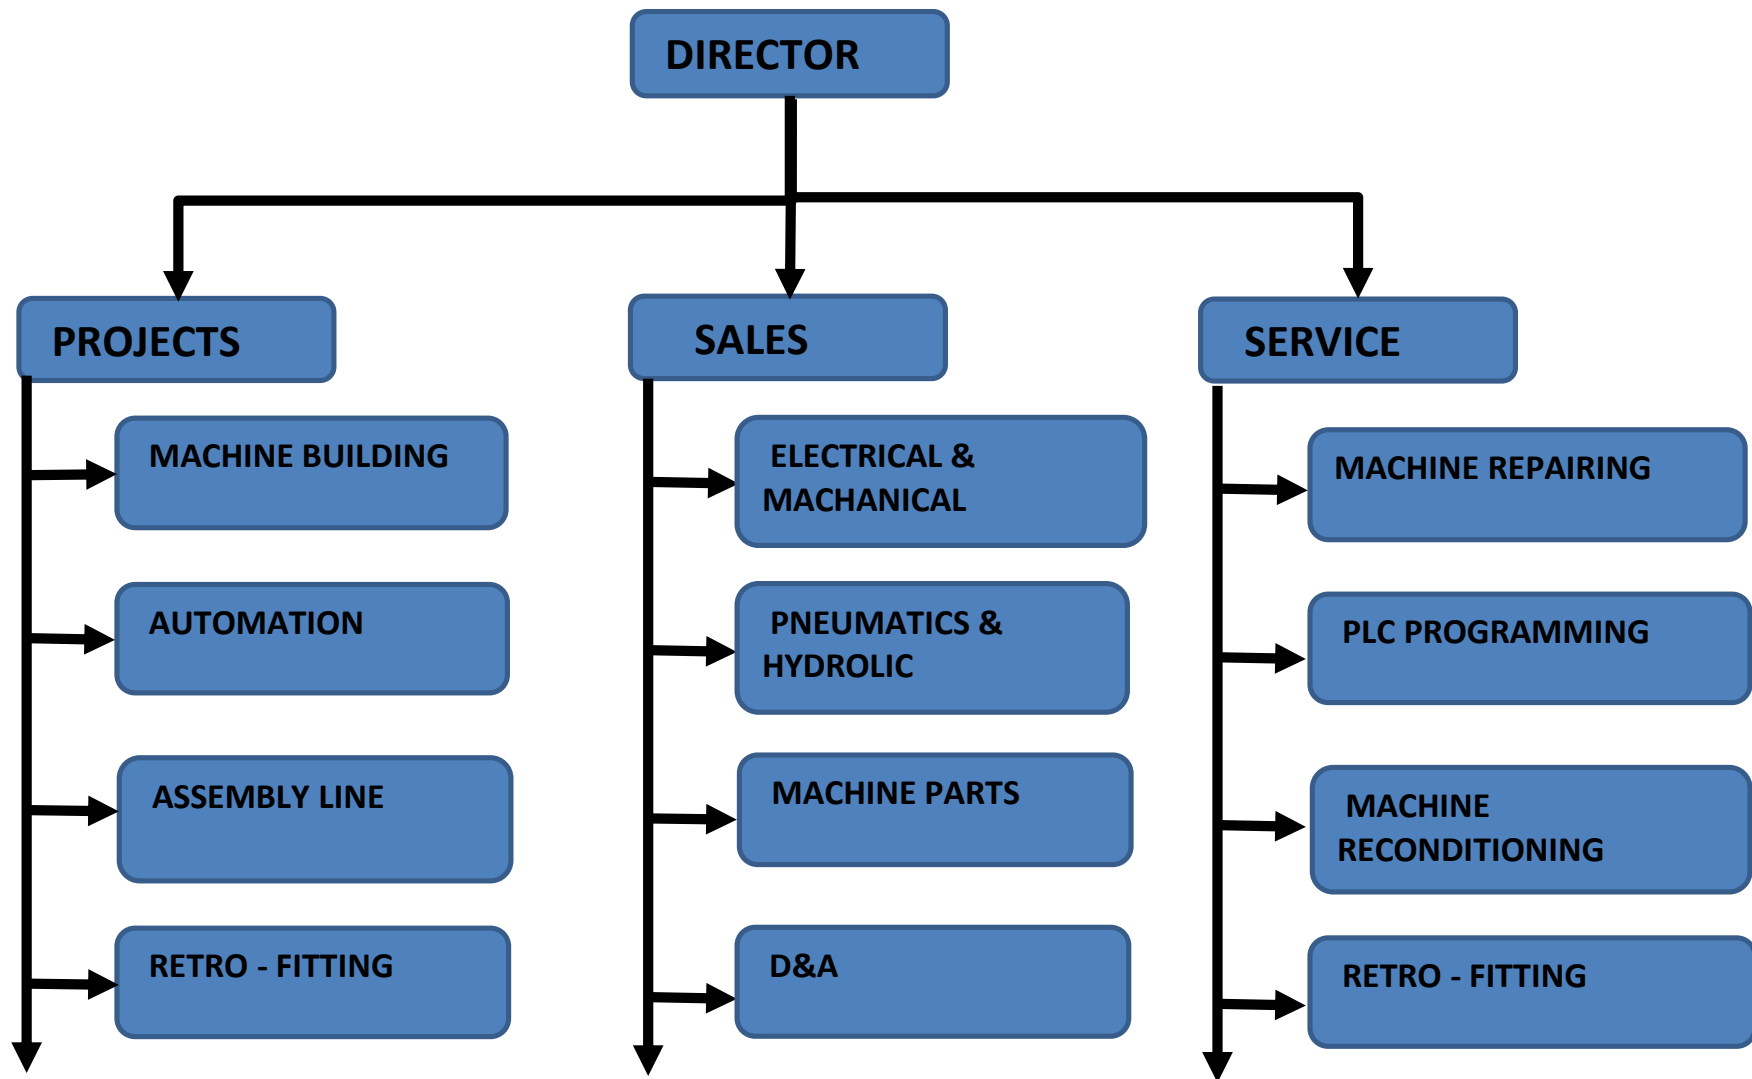 DIRECTOR
PROJECTS
SALES
SERVICE
MACHINE BUILDING
AUTOMATION
ASSEMBLY LINE
RETRO - FITTING
ELECTRICAL &
MACHANICAL
PNEUMATICS &
HYDROLIC
MACHINE PARTS
D&A
MACHINE REPAIRING
PLC PROGRAMMING
MACHINE
RECONDITIONING
RETRO - FITTING